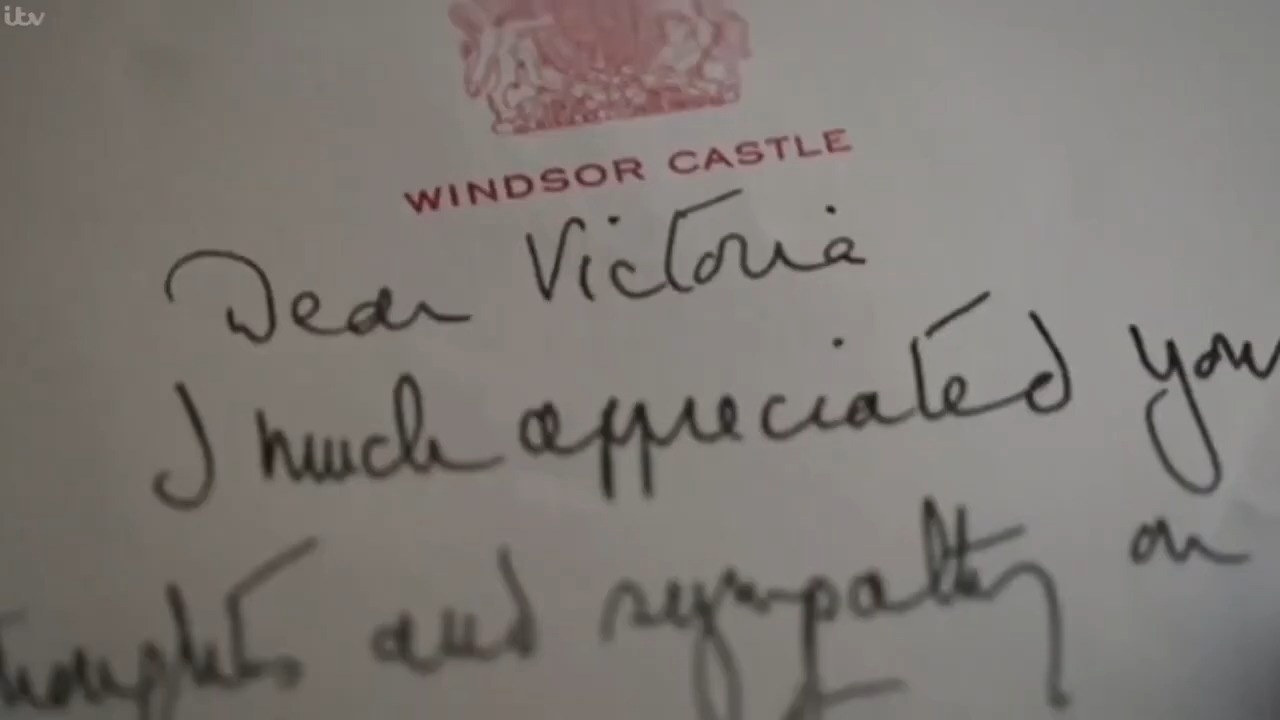 itv
WINDSOR CASTLE
Dear Victoria
I much appreciated your
thoughts and sympathy on